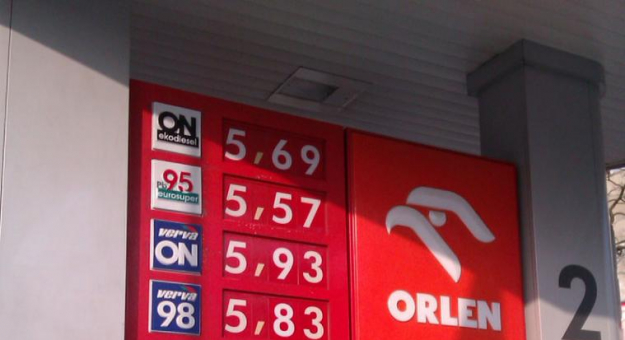 ON
ekodiesel
5,69
Pb 95
eurosuper
5,57
verva
ON
5,93
verva
98
5,83
ORLEN
2